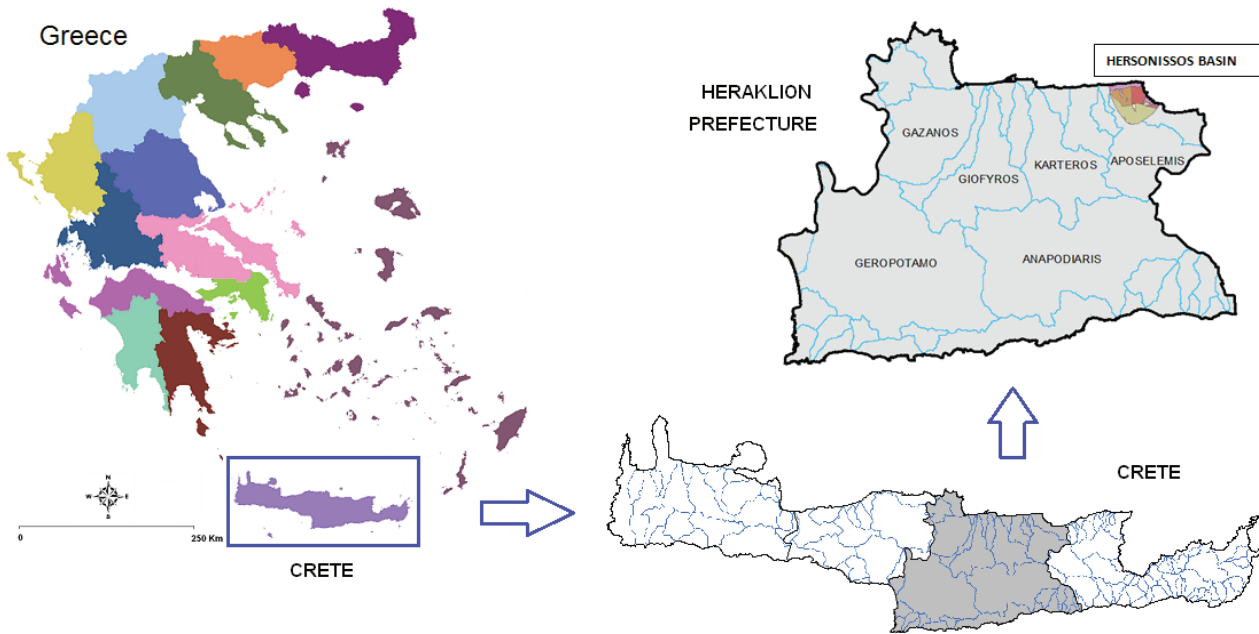 Greece
HERSONISSOS BASIN
HERAKLION
PREFECTURE
GAZANOS
GIOFYROS
KARTEROS
APOSELEMIS
GEROPOTAMO
ANAPODIARIS
N
W E
S
0 250 Km
CRETE
CRETE